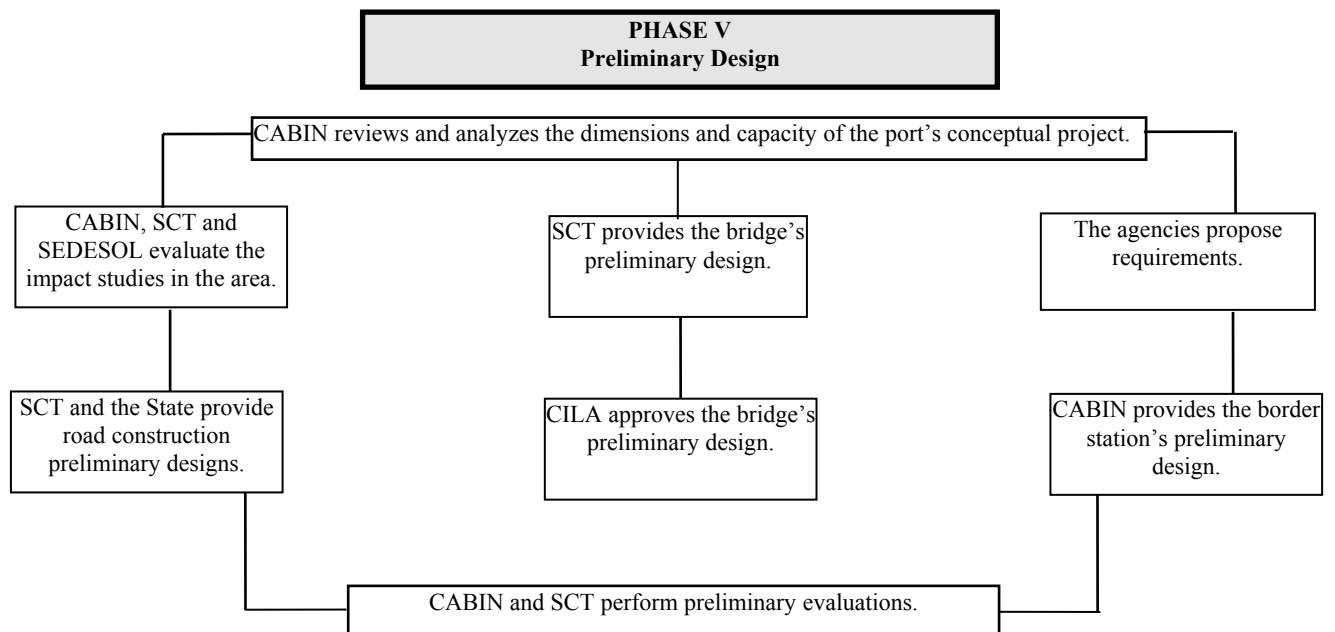 PHASE V
Preliminary Design
CABIN reviews and analyzes the dimensions and capacity of the port's conceptual project.
CABIN, SCT and
SEDESOL evaluate the
impact studies in the area.
SCT provides the bridge's
preliminary design.
The agencies propose
requirements.
SCT and the State provide
road construction
preliminary designs.
CILA approves the bridge's
preliminary design.
CABIN provides the border
station's preliminary
design.
CABIN and SCT perform preliminary evaluations.